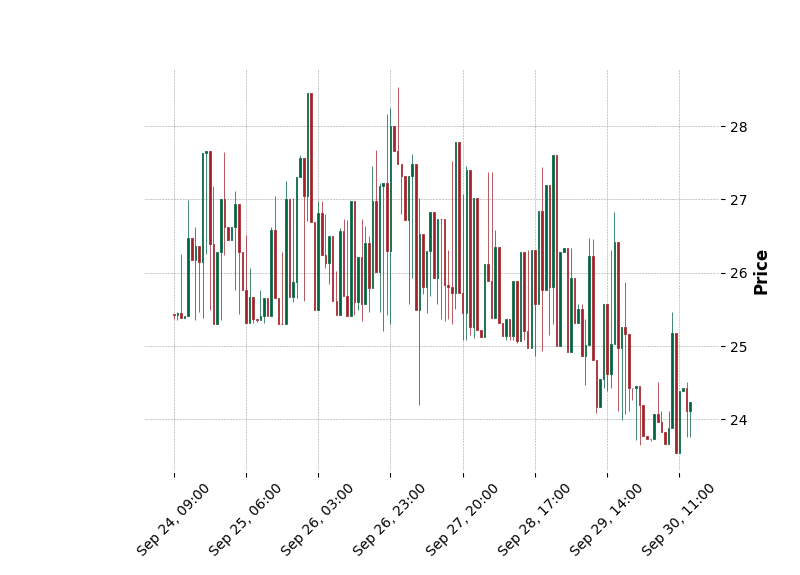 28
27
26
25
24
Price
Sep 24, 09:00
Sep 25, 06:00
Sep 26, 03:00
Sep 26, 23:00
Sep 27, 20:00
Sep 28, 17:00
Sep 29, 14:00
Sep 30, 11:00